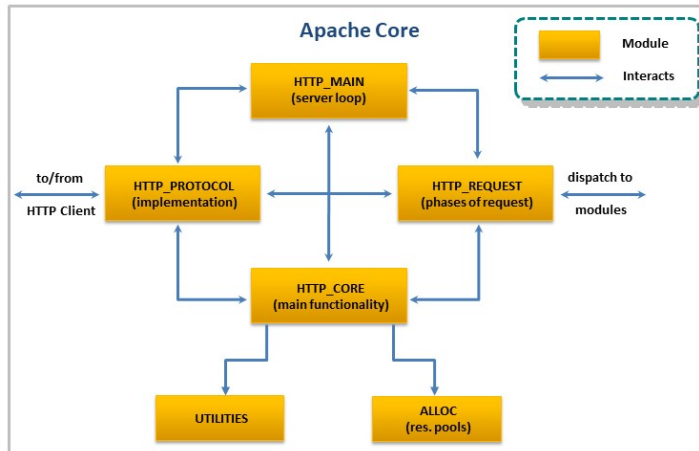 Apache Core
Module
Interacts
HTTP_MAIN
(server loop)
to/from
HTTP Client
HTTP_PROTOCOL
(implementation)
HTTP_REQUEST
(phases of request)
dispatch to
modules
HTTP_CORE
(main functionality)
UTILITIES
ALLOC
(res. pools)